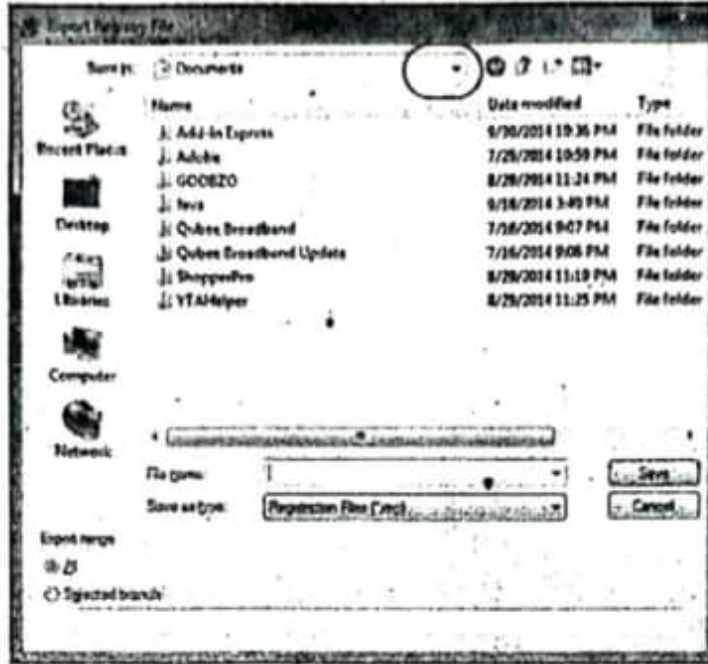 Export Registry File
Save in: Documents
Name Date modified Type
Add-in Express 9/30/2014 10:36 PM File folder
Adobe 7/25/2014 10:59 PM File folder
GOOBZO 8/29/2014 11:24 PM File folder
9/16/2014 3:40 PM File folder
Qubee Broadband 7/16/2014 9:07 PM File folder
Qubee Broadband Update 7/16/2014 9:06 PM File folder
ShopperPro 8/29/2014 11:19 PM File folder
YTAHelper 8/29/2014 11:25 PM File folder
Recent Places
Desktop
Libraries
Computer
Network
File name: Save
Save as type: Registration Files (*.reg) Cancel
Export range
All
Selected branch